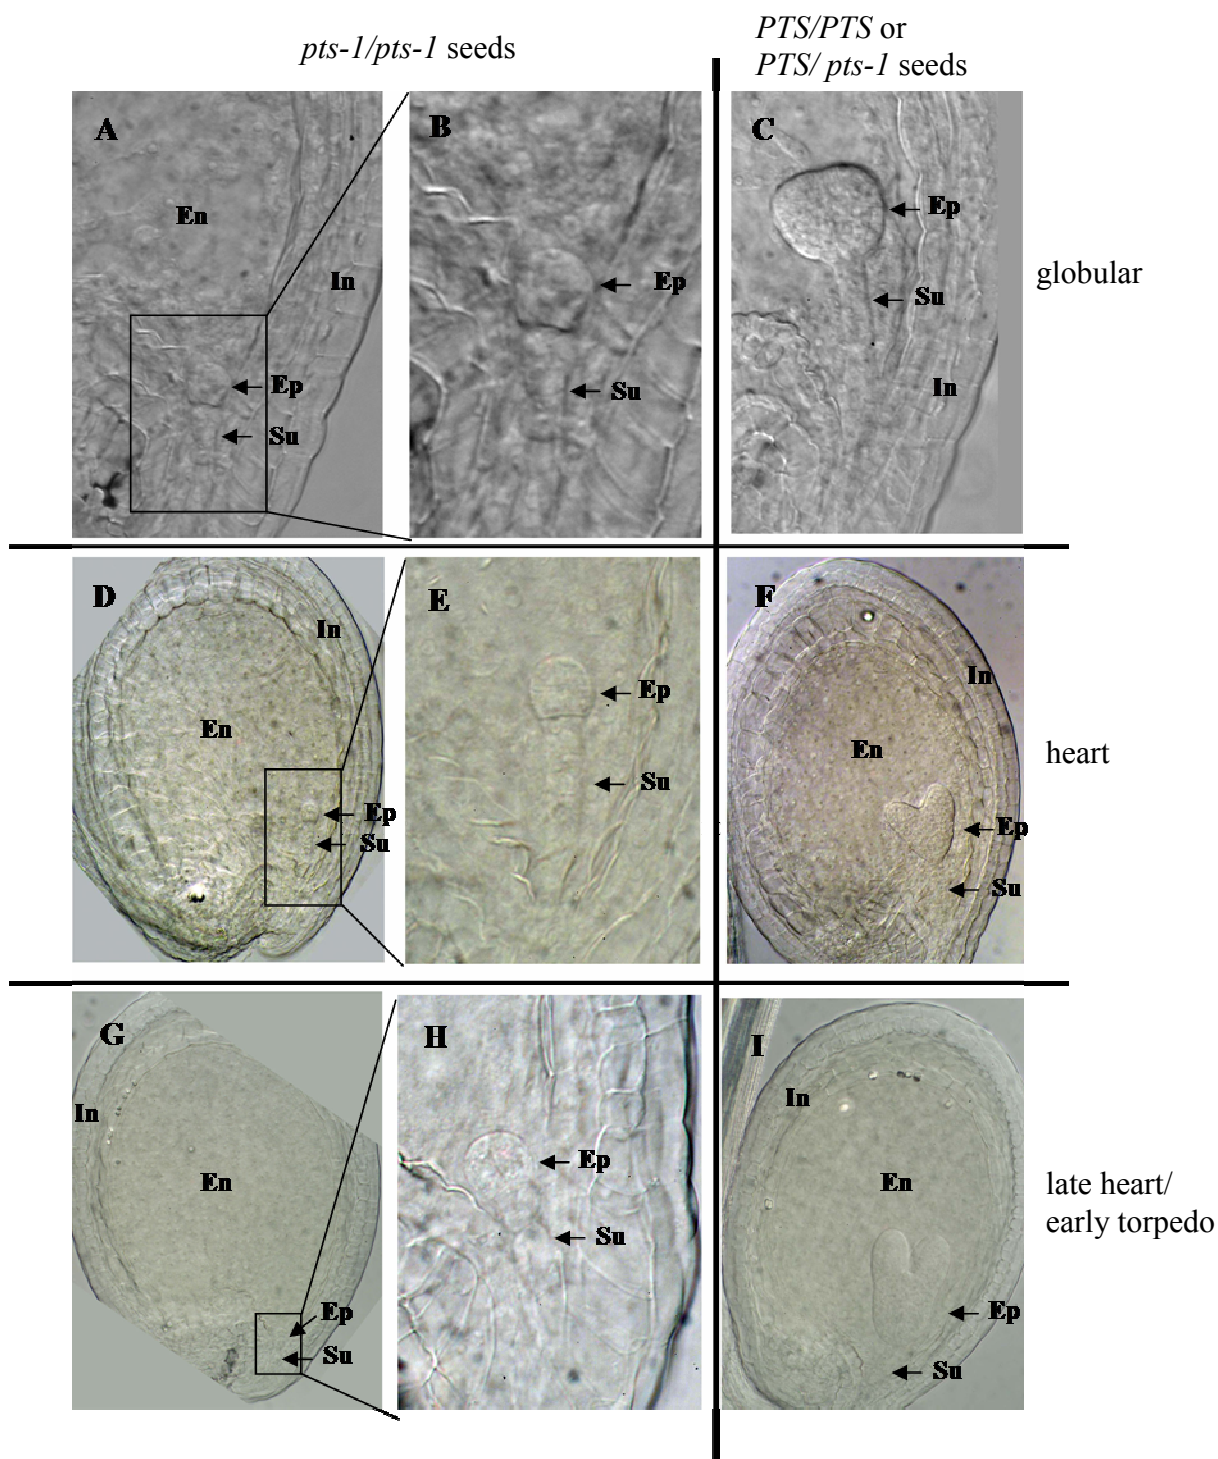 pts-1/pts-1 seeds
PTS/PTS or
PTS/ pts-1 seeds
A
En
In
Ep
Su
B
Ep
Su
C
Ep
Su
In
globular
D
In
En
Ep
Su
E
Ep
Su
F
In
En
Ep
Su
heart
G
In
En
Ep
Su
H
Ep
Su
I
In
En
Ep
Su
late heart/
early torpedo